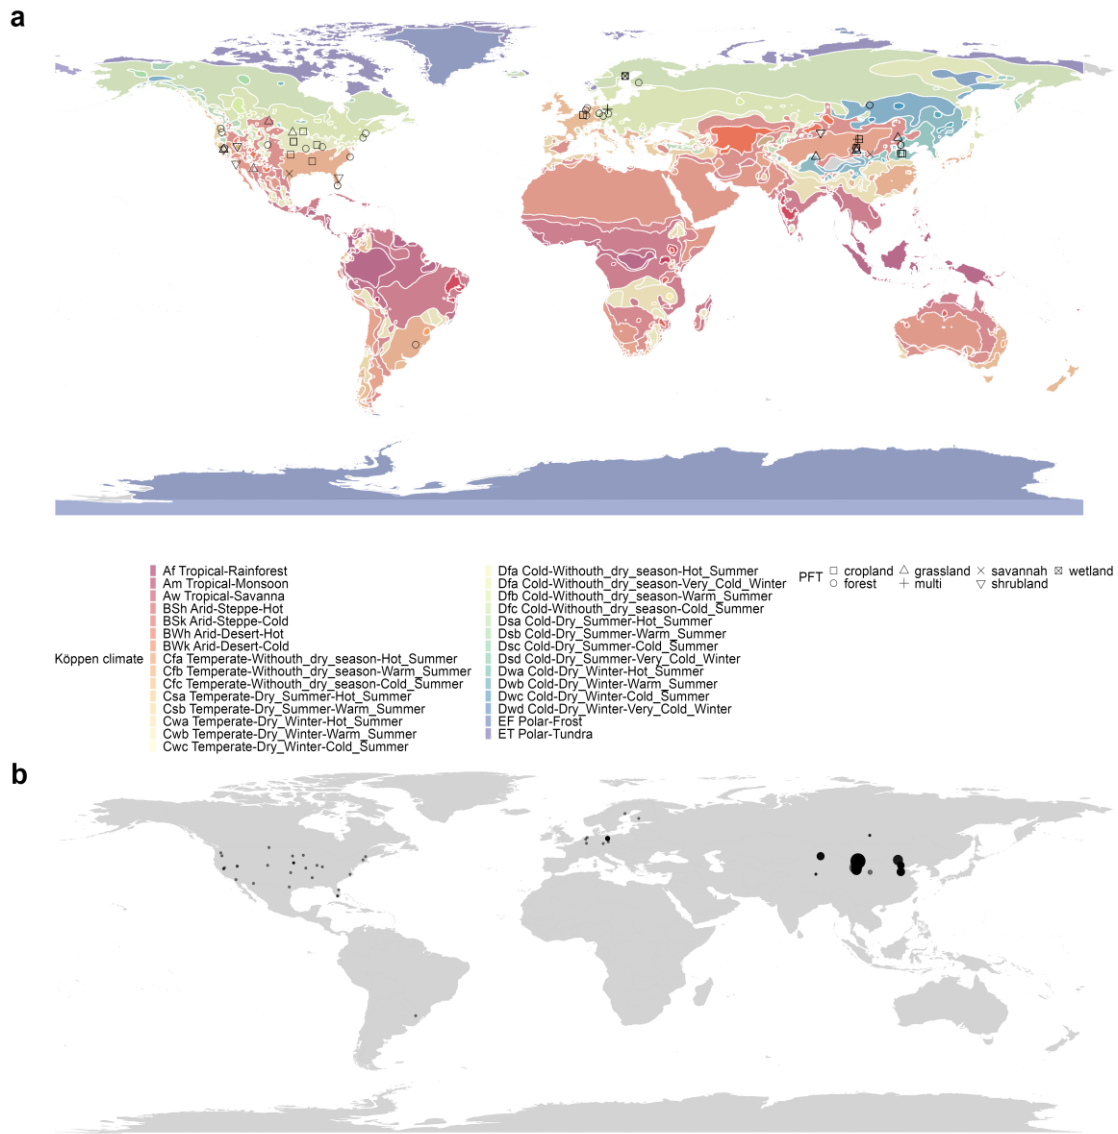 a
Köppen climate
Af Tropical-Rainforest
Am Tropical-Monsoon
Aw Tropical-Savanna
BSh Arid-Steppe-Hot
BSk Arid-Steppe-Cold
BWh Arid-Desert-Hot
BWk Arid-Desert-Cold
Cfa Temperate-Withouth_dry_season-Hot_Summer
Cfb Temperate-Withouth_dry_season-Warm_Summer
Cfc Temperate-Withouth_dry_season-Cold_Summer
Csa Temperate-Dry_Summer-Hot_Summer
Csb Temperate-Dry_Summer-Warm_Summer
Cwa Temperate-Dry_Winter-Hot_Summer
Cwb Temperate-Dry_Winter-Warm_Summer
Cwc Temperate-Dry_Winter-Cold_Summer
Dfa Cold-Withouth_dry_season-Hot_Summer
Dfa Cold-Withouth_dry_season-Very_Cold_Winter
Dfb Cold-Withouth_dry_season-Warm_Summer
Dfc Cold-Withouth_dry_season-Cold_Summer
Dsa Cold-Dry_Summer-Hot_Summer
Dsb Cold-Dry_Summer-Warm_Summer
Dsc Cold-Dry_Summer-Cold_Summer
Dsd Cold-Dry_Summer-Very_Cold_Winter
Dwa Cold-Dry_Winter-Hot_Summer
Dwb Cold-Dry_Winter-Warm_Summer
Dwc Cold-Dry_Winter-Cold_Summer
Dwd Cold-Dry_Winter-Very_Cold_Winter
EF Polar-Frost
ET Polar-Tundra
PFT cropland grassland savannah wetland
forest multi shrubland
b